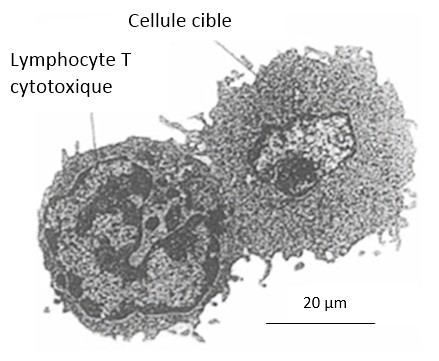 Cellule cible
Lymphocyte T
cytotoxique
20 µm